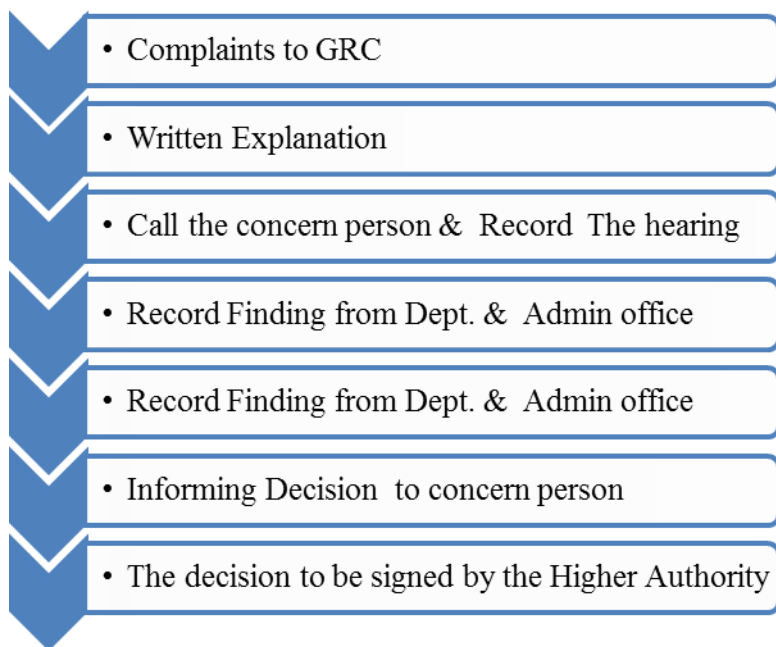 • Complaints to GRC
• Written Explanation
• Call the concern person & Record The hearing
• Record Finding from Dept. & Admin office
• Record Finding from Dept. & Admin office
• Informing Decision to concern person
• The decision to be signed by the Higher Authority